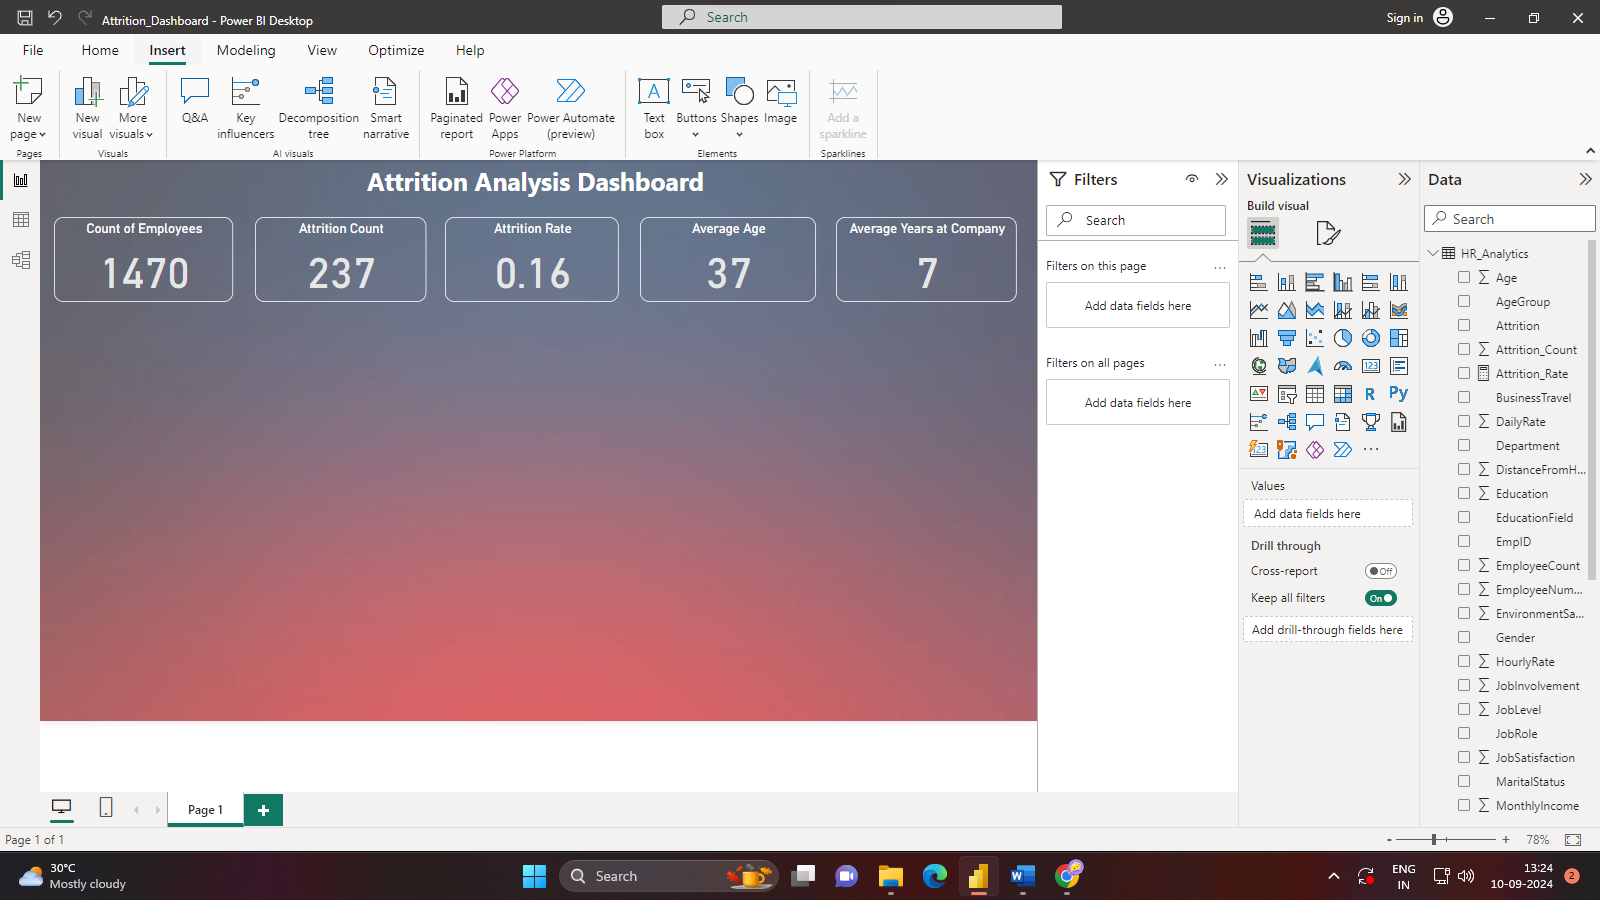 Attrition_Dashboard - Power BI Desktop
Search
Sign in
File
Home
Insert
Modeling
View
Optimize
Help
New page
New visual
More visuals
Q&A
Key influencers
Decomposition tree
Smart narrative
Paginated report
Power Apps
Power Automate (preview)
Text box
Buttons
Shapes
Image
Add a sparkline
Pages
Visuals
AI visuals
Power Platform
Elements
Sparklines
Attrition Analysis Dashboard
Count of Employees
1470
Attrition Count
237
Attrition Rate
0.16
Average Age
37
Average Years at Company
7
Filters
Search
Filters on this page
...
Add data fields here
Filters on all pages
...
Add data fields here
Visualizations
Build visual
123
R
Py
123
...
Values
Add data fields here
Drill through
Cross-report
Off
Keep all filters
On
Add drill-through fields here
Data
Search
HR_Analytics
Age
AgeGroup
Attrition
Attrition_Count
Attrition_Rate
BusinessTravel
DailyRate
Department
DistanceFromH...
Education
EducationField
EmpID
EmployeeCount
EmployeeNum...
EnvironmentSa...
Gender
HourlyRate
JobInvolvement
JobLevel
JobRole
JobSatisfaction
MaritalStatus
MonthlyIncome
Page 1
Page 1 of 1
- + 78%
30°C
Mostly cloudy
Search
ENG
IN
13:24
10-09-2024
2